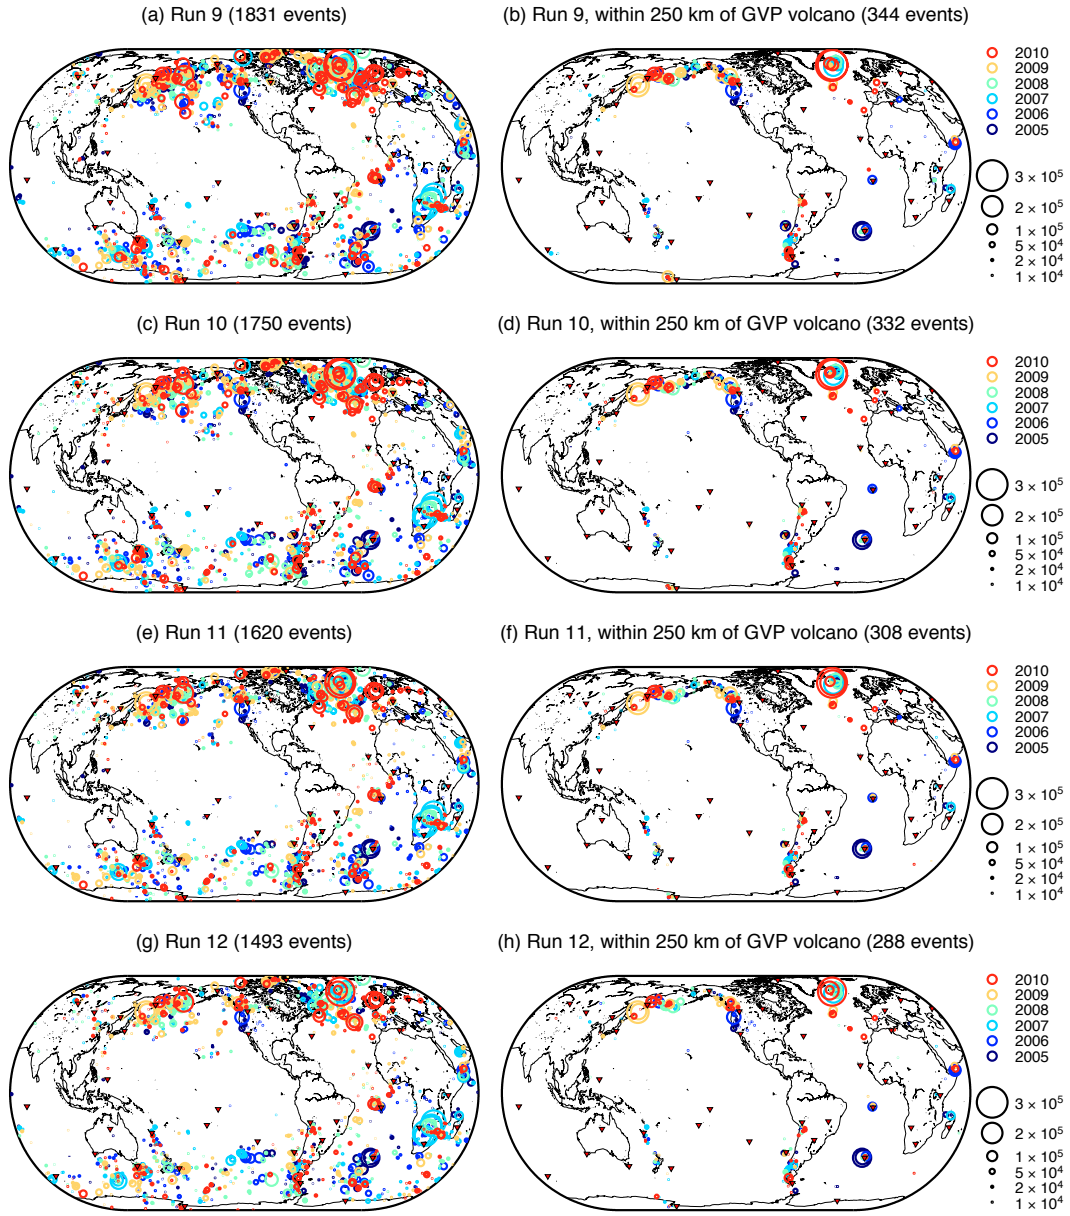 (a) Run 9 (1831 events)
(b) Run 9, within 250 km of GVP volcano (344 events)
2010
2009
2008
2007
2006
2005
3 × 10⁵
2 × 10⁵
1 × 10⁵
5 × 10⁴
2 × 10⁴
1 × 10⁴
(c) Run 10 (1750 events)
(d) Run 10, within 250 km of GVP volcano (332 events)
2010
2009
2008
2007
2006
2005
3 × 10⁵
2 × 10⁵
1 × 10⁵
5 × 10⁴
2 × 10⁴
1 × 10⁴
(e) Run 11 (1620 events)
(f) Run 11, within 250 km of GVP volcano (308 events)
2010
2009
2008
2007
2006
2005
3 × 10⁵
2 × 10⁵
1 × 10⁵
5 × 10⁴
2 × 10⁴
1 × 10⁴
(g) Run 12 (1493 events)
(h) Run 12, within 250 km of GVP volcano (288 events)
2010
2009
2008
2007
2006
2005
3 × 10⁵
2 × 10⁵
1 × 10⁵
5 × 10⁴
2 × 10⁴
1 × 10⁴